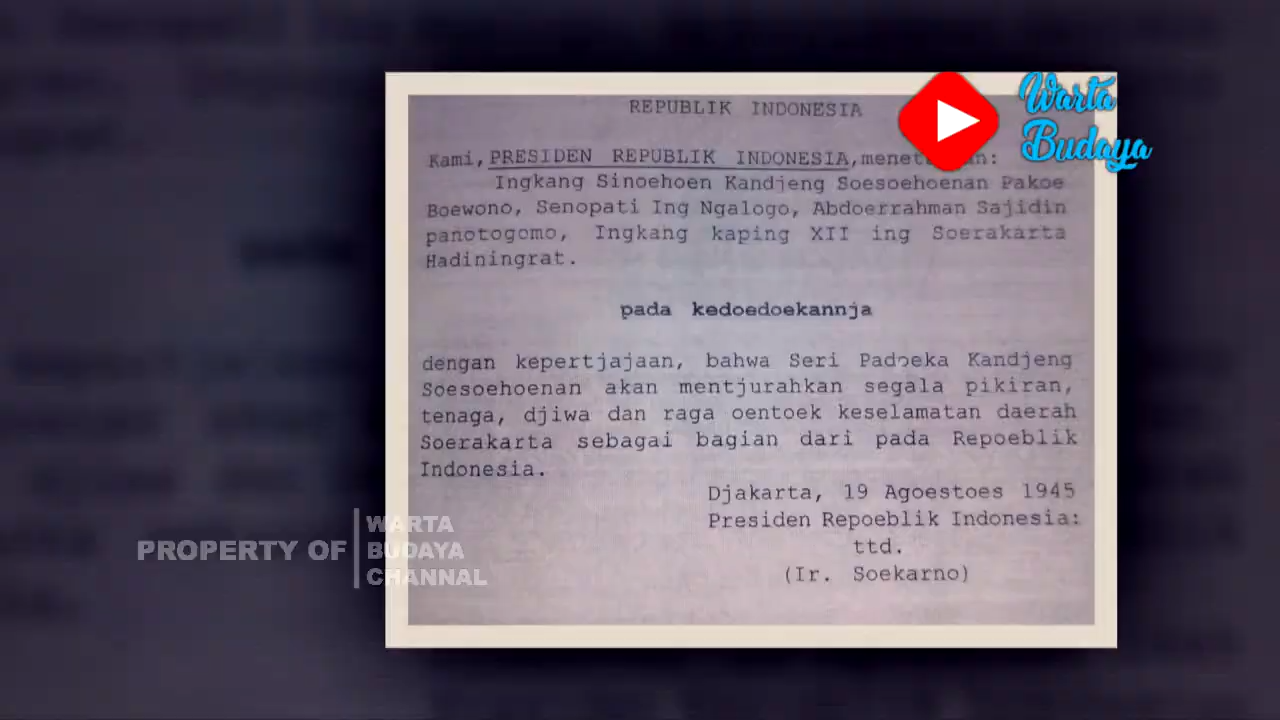 Warta
Budaya
REPUBLIK INDONESIA
Kami, PRESIDEN REPUBLIK INDONESIA, :
Ingkang Sinoehoen Kandjeng Soesoehoenan Pakoe
Boewono, Senopati Ing Ngalogo, Abdoerrahman Sajidin
panotogomo, Ingkang kaping XII ing Soerakarta
Hadiningrat.
pada kedoedoekannja
dengan kepertjajaan, bahwa Seri Padoeka Kandjeng
Soesoehoenan akan mentjurahkan segala pikiran,
tenaga, djiwa dan raga oentoek keselamatan daerah
Soerakarta sebagai bagian dari pada Repoeblik
Indonesia.
Djakarta, 19 Agoestoes 1945
Presiden Repoeblik Indonesia:
ttd.
(Ir. Soekarno)
PROPERTY OF
WARTA
BUDAYA
CHANNAL